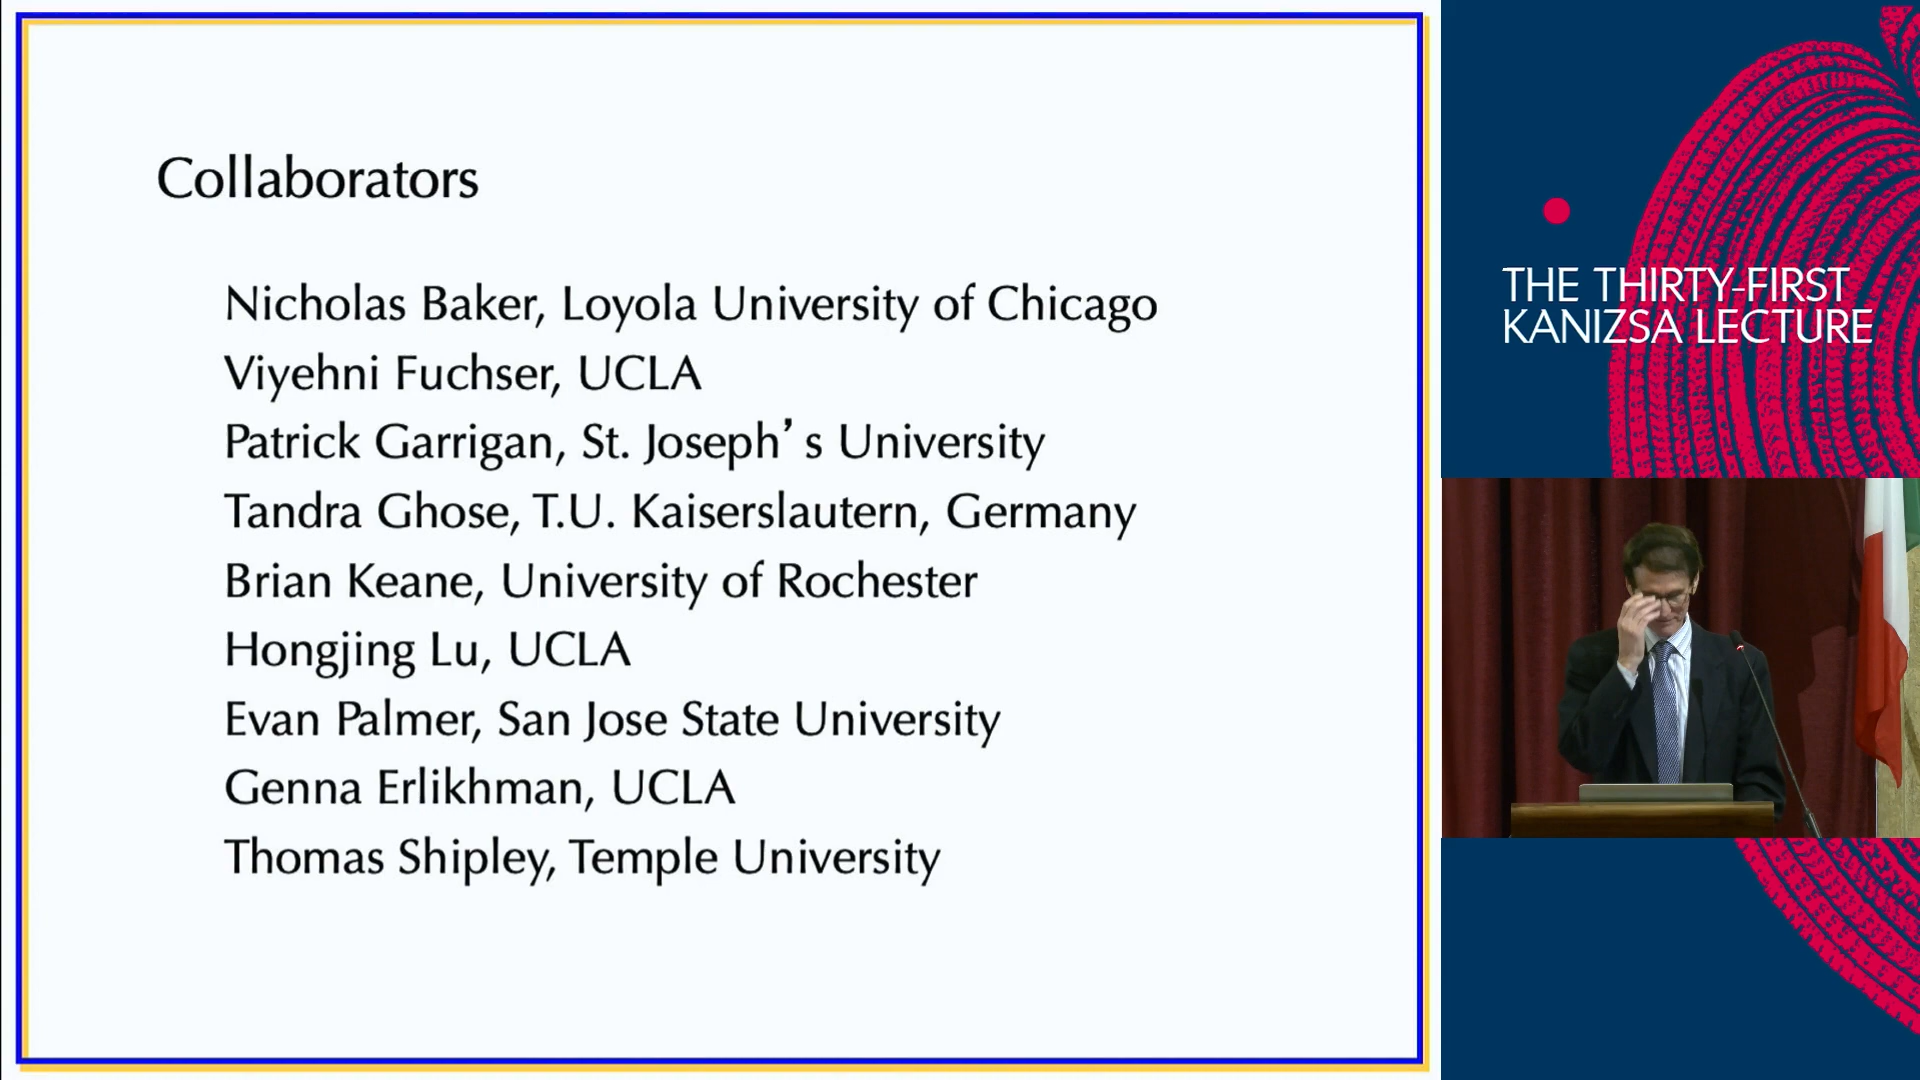 Collaborators
Nicholas Baker, Loyola University of Chicago
Viyehni Fuchser, UCLA
Patrick Garrigan, St. Joseph’s University
Tandra Ghose, T.U. Kaiserslautern, Germany
Brian Keane, University of Rochester
Hongjing Lu, UCLA
Evan Palmer, San Jose State University
Genna Erlikhman, UCLA
Thomas Shipley, Temple University
THE THIRTY-FIRST
KANIZSA LECTURE